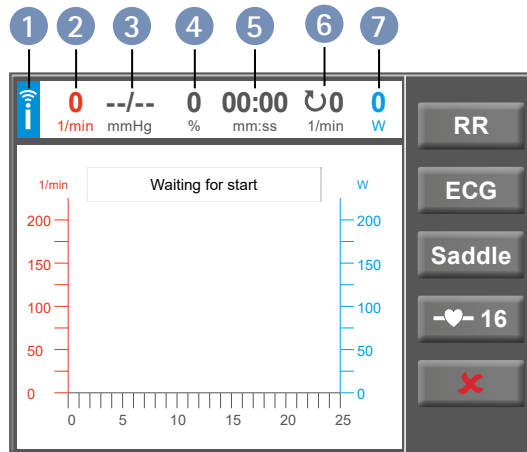 1 2 3 4 5 6 7
0 --/-- 0 00:00 0 0
1/min mmHg % mm:ss 1/min W
RR
ECG
Saddle
16
Waiting for start
1/min W
200 200
150 150
100 100
50 50
0 0
0 5 10 15 20 25